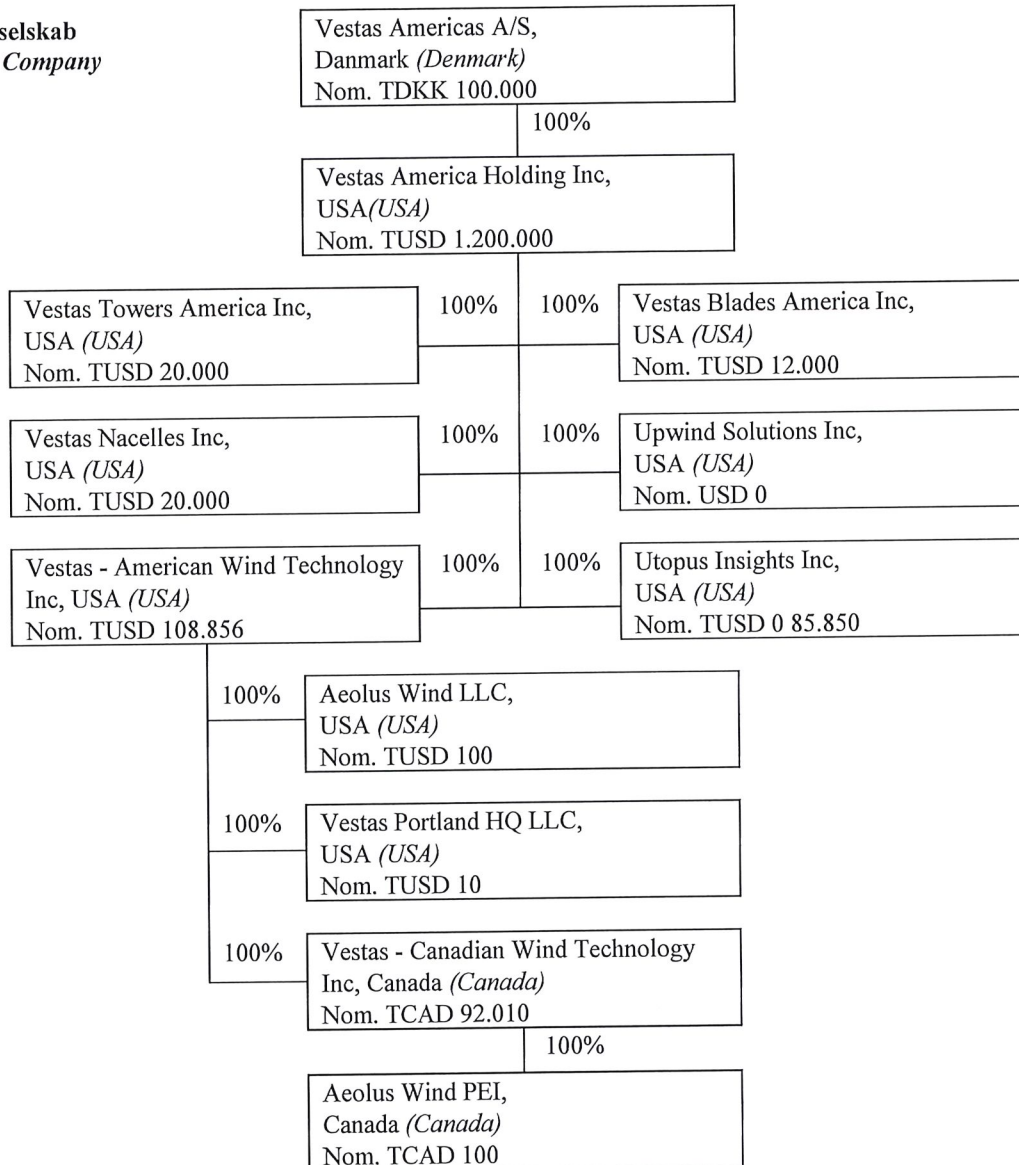 selskab
Company
Vestas Americas A/S,
Danmark (Denmark)
Nom. TDKK 100.000
100%
Vestas America Holding Inc,
USA(USA)
Nom. TUSD 1.200.000
Vestas Towers America Inc,
USA (USA)
Nom. TUSD 20.000
100%
100%
Vestas Blades America Inc,
USA (USA)
Nom. TUSD 12.000
Vestas Nacelles Inc,
USA (USA)
Nom. TUSD 20.000
100%
100%
Upwind Solutions Inc,
USA (USA)
Nom. USD 0
Vestas - American Wind Technology
Inc, USA (USA)
Nom. TUSD 108.856
100%
100%
Utopus Insights Inc,
USA (USA)
Nom. TUSD 0 85.850
100%
Aeolus Wind LLC,
USA (USA)
Nom. TUSD 100
100%
Vestas Portland HQ LLC,
USA (USA)
Nom. TUSD 10
100%
Vestas - Canadian Wind Technology
Inc, Canada (Canada)
Nom. TCAD 92.010
100%
Aeolus Wind PEI,
Canada (Canada)
Nom. TCAD 100